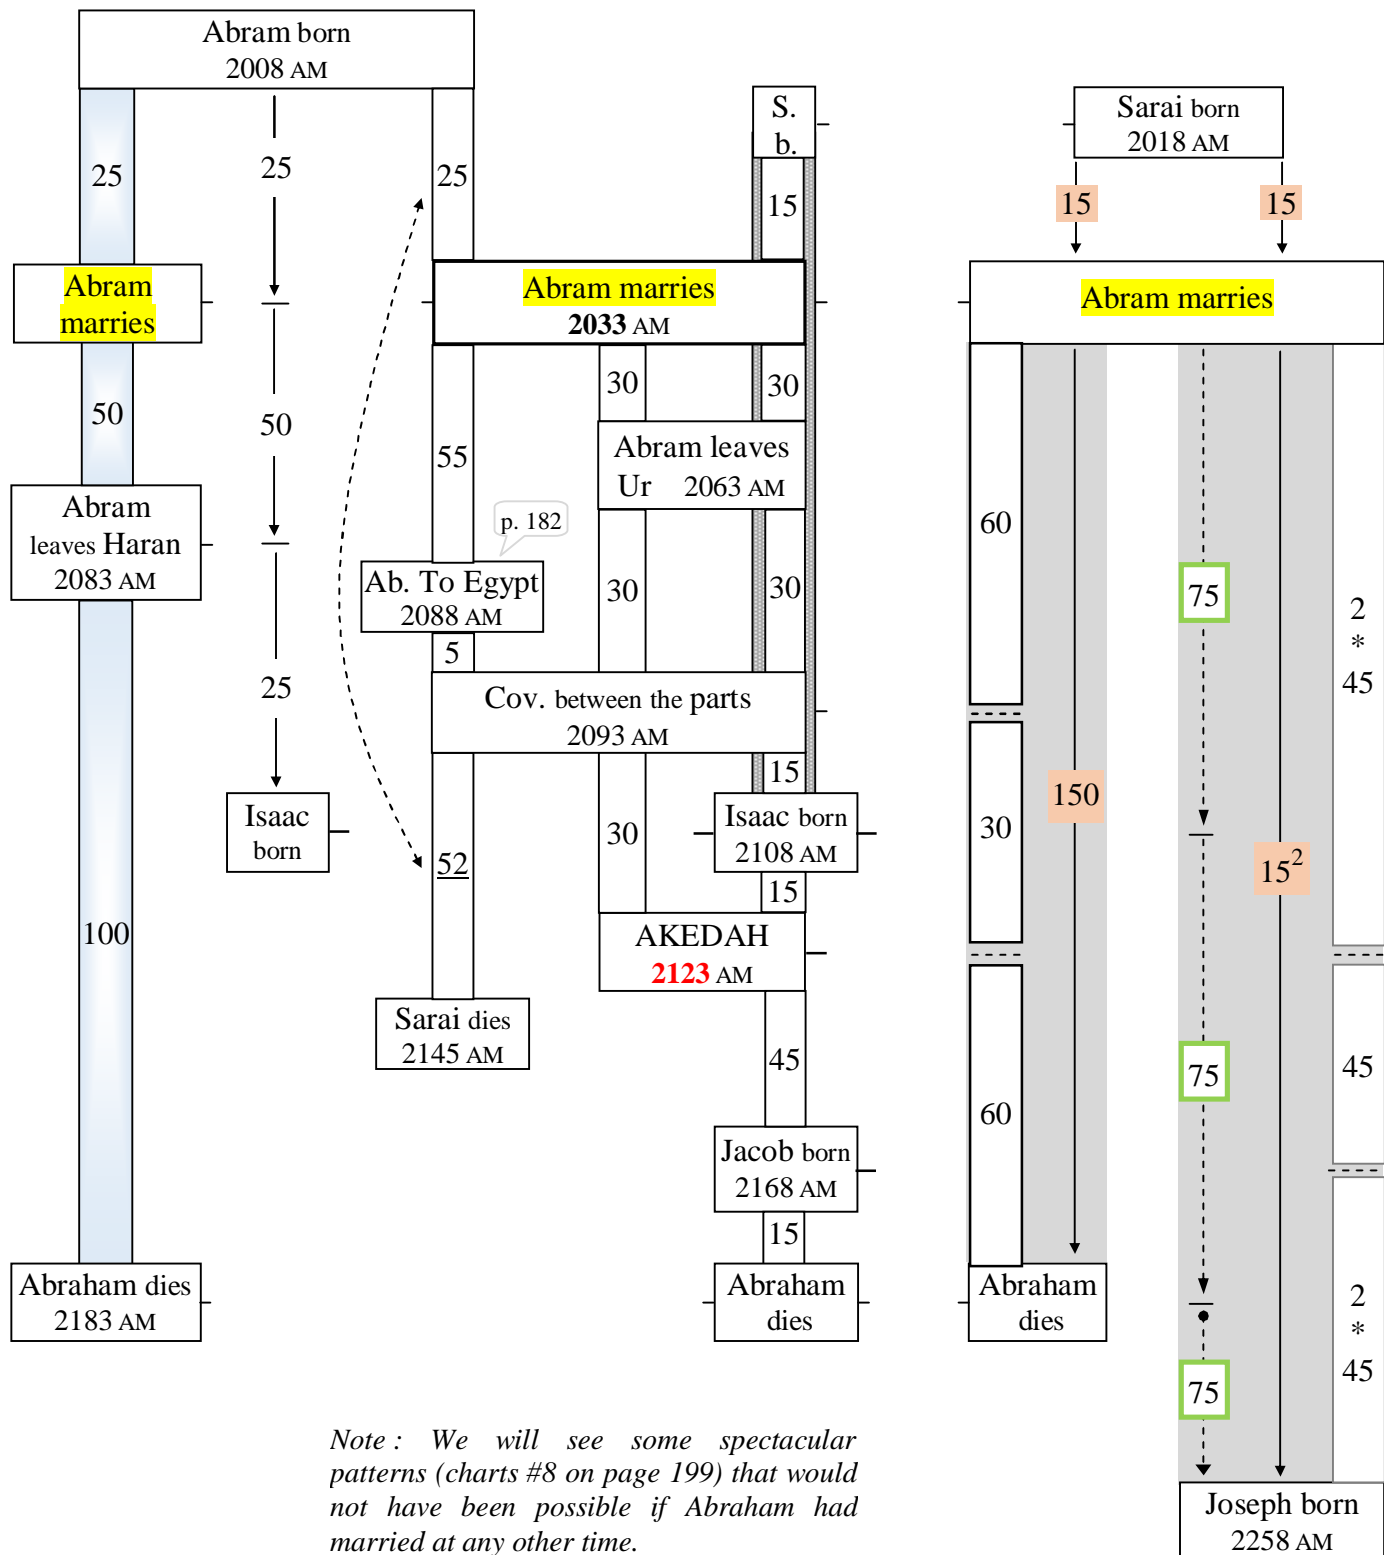 Abram born
2008 AM
S.
b.
Sarai born
2018 AM
25
25
25
15
15
15
Abram
marries
Abram marries
2033 AM
Abram marries
50
50
55
30
30
Abram leaves
Ur 2063 AM
Abram
leaves Haran
2083 AM
p. 182
Ab. To Egypt
2088 AM
5
30
30
25
Cov. between the parts
2093 AM
15
Isaac
born
Isaac born
2108 AM
30
52
15
100
AKEDAH
2123 AM
Sarai dies
2145 AM
45
Jacob born
2168 AM
15
Abraham dies
2183 AM
Abraham
dies
60
30
60
150
Abraham
dies
75
75
75
15²
2
*
45
45
2
*
45
Joseph born
2258 AM
Note : We will see some spectacular
patterns (charts #8 on page 199) that would
not have been possible if Abraham had
married at any other time.